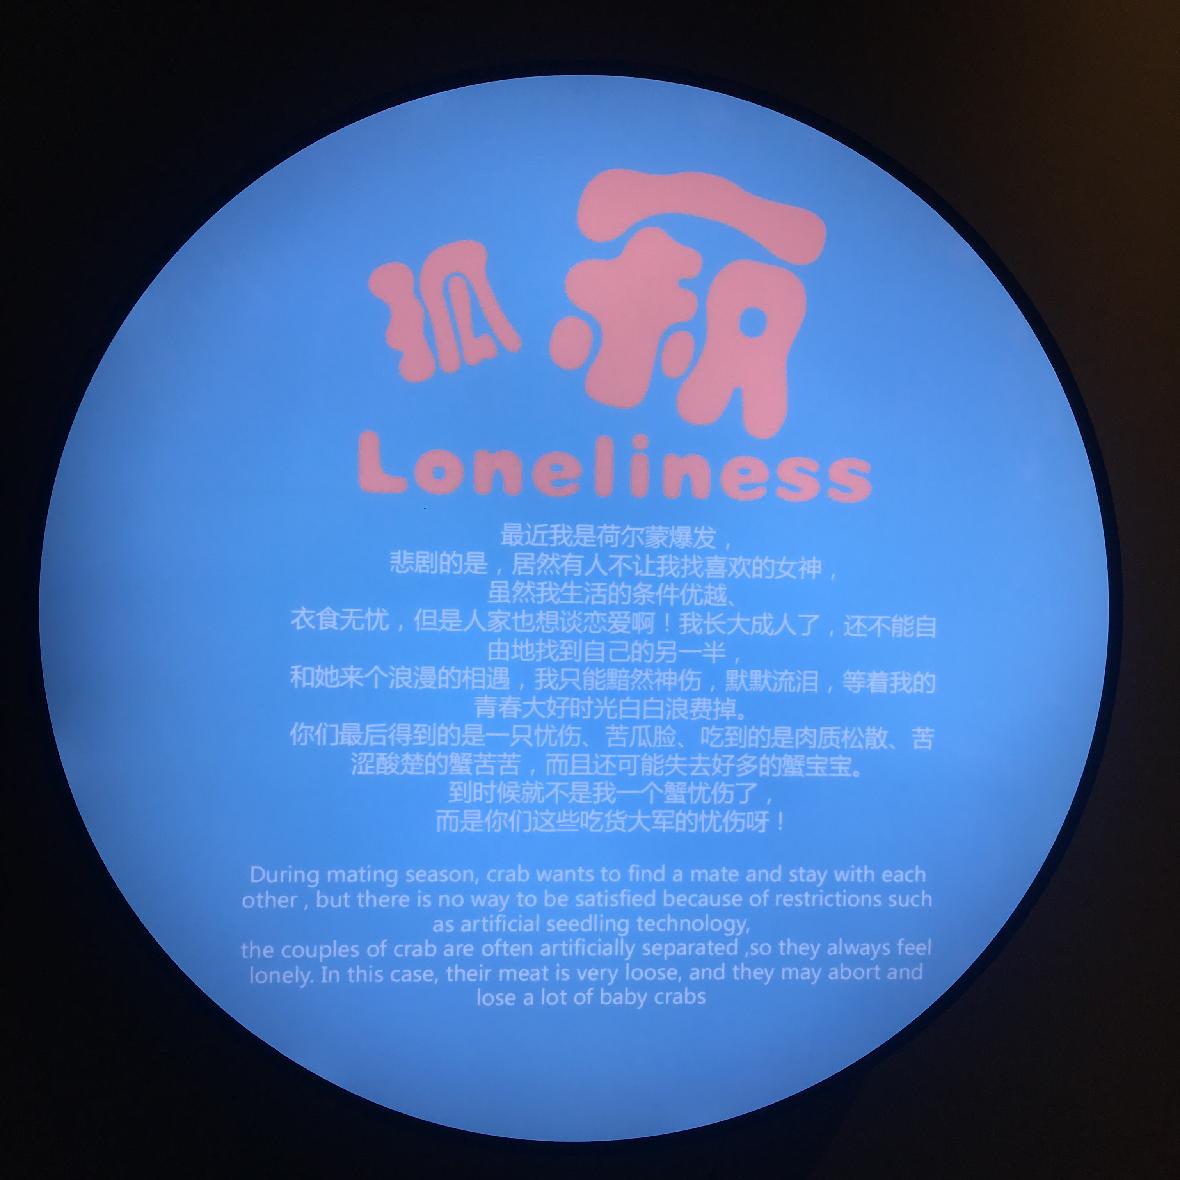 孤寂
Loneliness
最近我是荷尔蒙爆发，
悲剧的是，居然有人不让我找喜欢的女神，
虽然我生活的条件优越、
衣食无忧，但是人家也想谈恋爱啊！我长大成人了，还不能自
由地找到自己的另一半，
和她来个浪漫的相遇，我只能黯然神伤，默默流泪，等着我的
青春大好时光白白浪费掉。
你们最后得到的是一只忧伤、苦瓜脸、吃到的是肉质松散、苦
涩酸楚的蟹苦苦，而且还可能失去好多的蟹宝宝。
到时候就不是我一个蟹忧伤了，
而是你们这些吃货大军的忧伤呀！
During mating season, crab wants to find a mate and stay with each
other , but there is no way to be satisfied because of restrictions such
as artificial seedling technology,
the couples of crab are often artificially separated ,so they always feel
lonely. In this case, their meat is very loose, and they may abort and
lose a lot of baby crabs